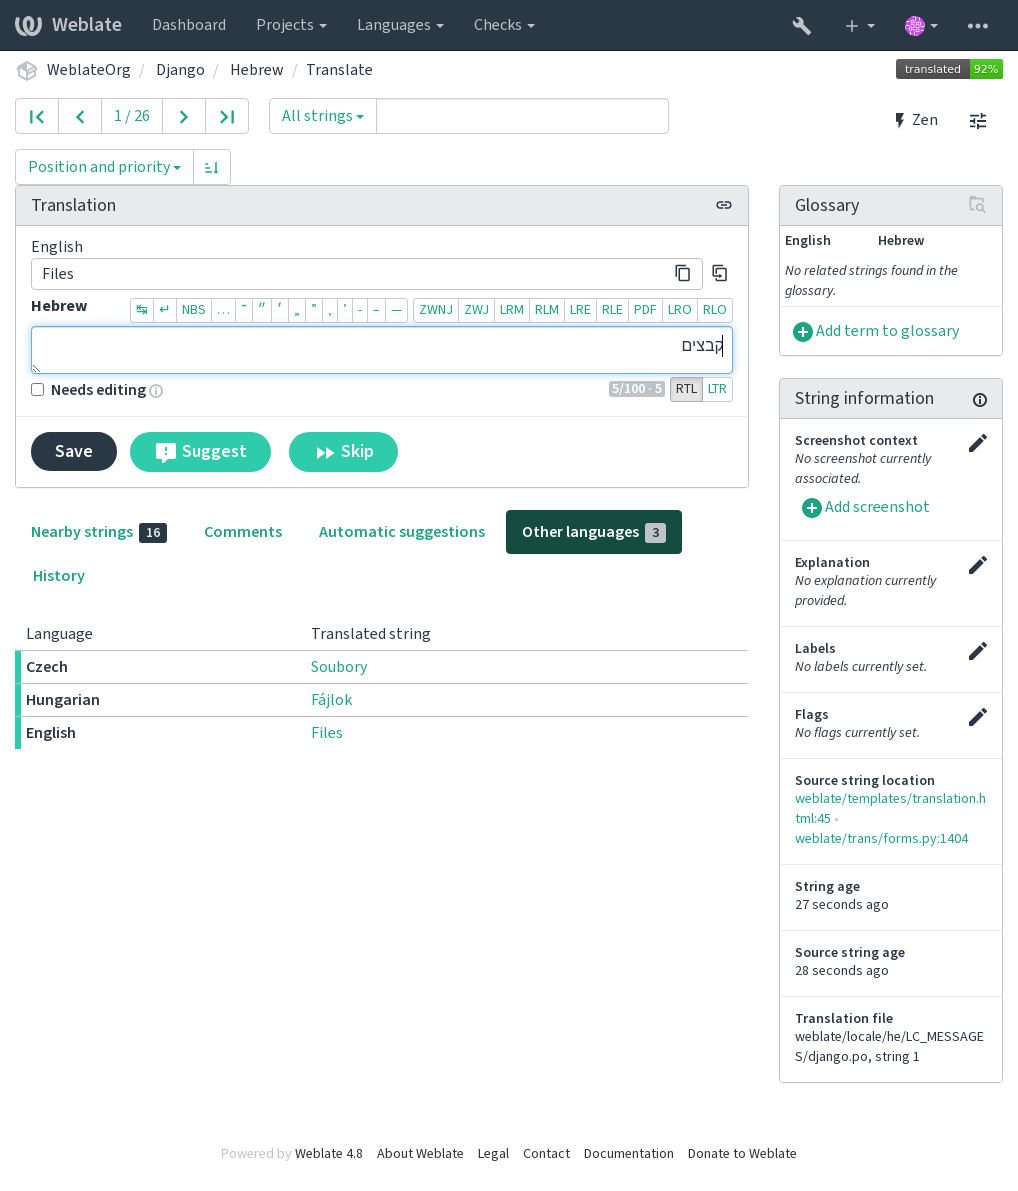 Weblate Dashboard Projects Languages Checks
WeblateOrg / Django / Hebrew / Translate
translated 92%
1 / 26
All strings
Zen
Position and priority
Translation
English
Files
Hebrew
↹ ↵ NBS … ־ ״ ׳ „ ” ‚ ’ - – —
ZWNJ ZWJ LRM RLM LRE RLE PDF LRO RLO
קבצים
Needs editing
5/100 · 5
RTL LTR
Save Suggest Skip
Nearby strings 16 Comments Automatic suggestions Other languages 3
History
Language Translated string
Czech Soubory
Hungarian Fájlok
English Files
Glossary
English Hebrew
No related strings found in the
glossary.
Add term to glossary
String information
Screenshot context
No screenshot currently
associated.
Add screenshot
Explanation
No explanation currently
provided.
Labels
No labels currently set.
Flags
No flags currently set.
Source string location
weblate/templates/translation.h
tml:45 •
weblate/trans/forms.py:1404
String age
27 seconds ago
Source string age
28 seconds ago
Translation file
weblate/locale/he/LC_MESSAGE
S/django.po, string 1
Powered by Weblate 4.8 About Weblate Legal Contact Documentation Donate to Weblate